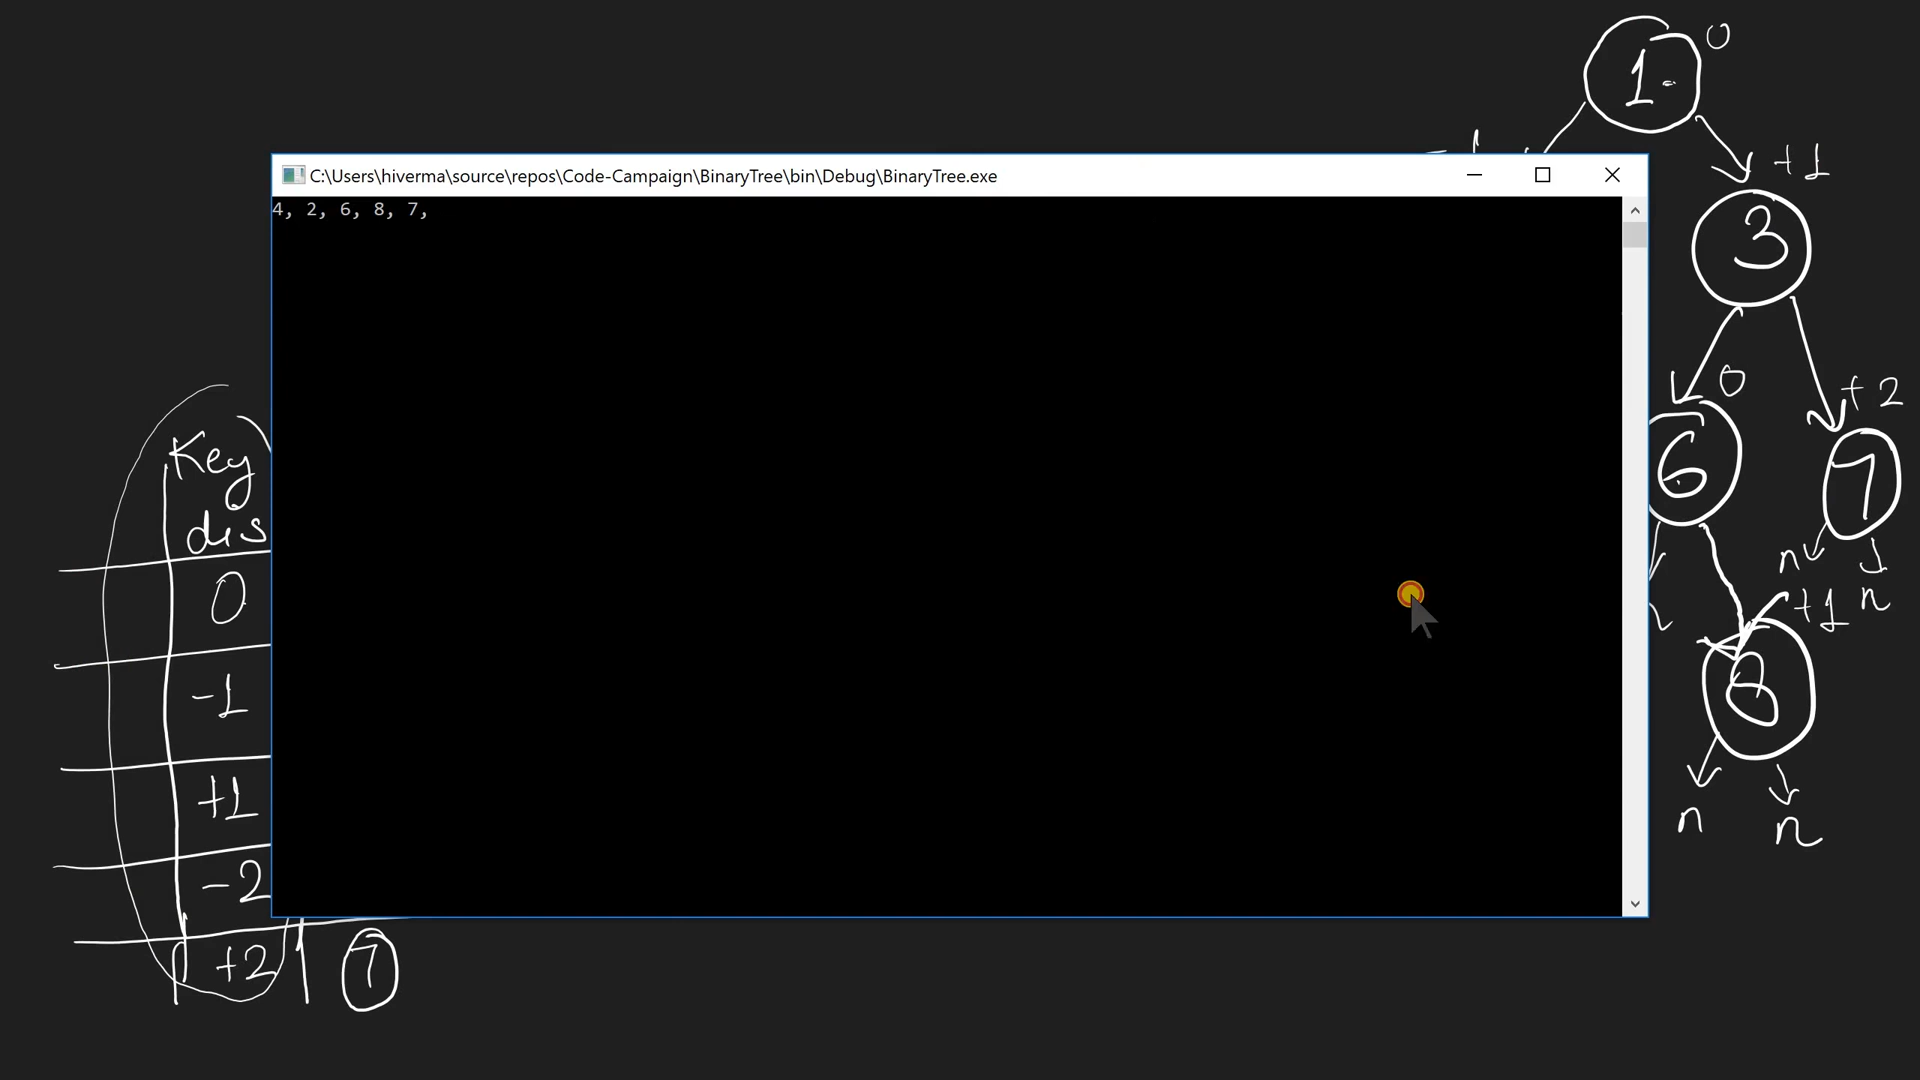 1
0
-1
+1
C:\Users\hiverma\source\repos\Code-Campaign\BinaryTree\bin\Debug\BinaryTree.exe
4, 2, 6, 8, 7,
3
0
+2
6
7
Key
dis
n
n
0
+1
8
-1
+1
n
n
-2
+2
7